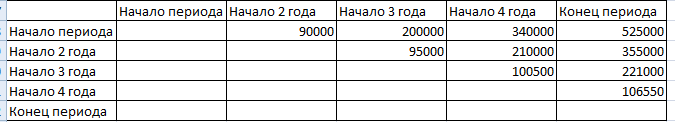 Начало периода Начало 2 года Начало 3 года Начало 4 года Конец периода
Начало периода 90000 200000 340000 525000
Начало 2 года 95000 210000 355000
Начало 3 года 100500 221000
Начало 4 года 106550
Конец периода